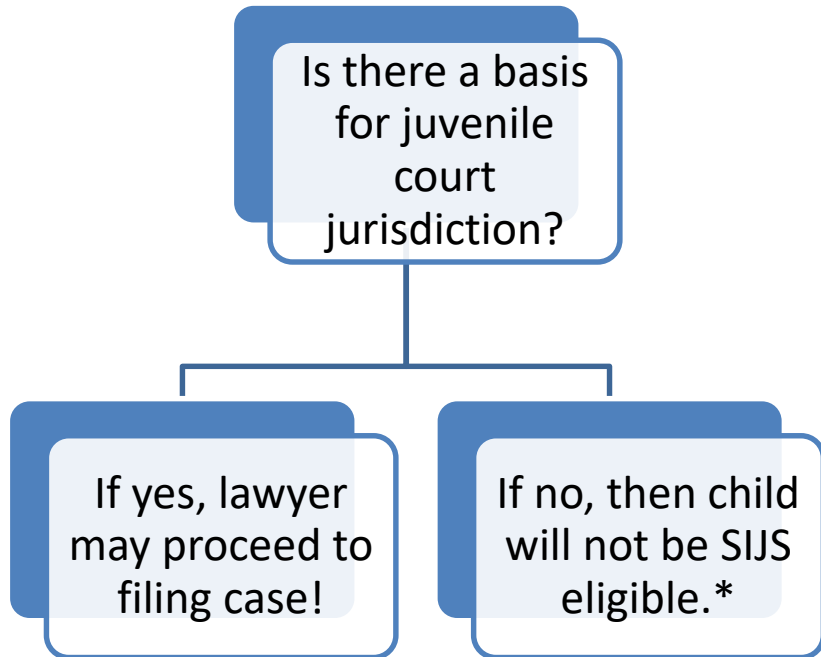 Is there a basis
for juvenile
court
jurisdiction?
If yes, lawyer
may proceed to
filing case!
If no, then child
will not be SIJS
eligible.*